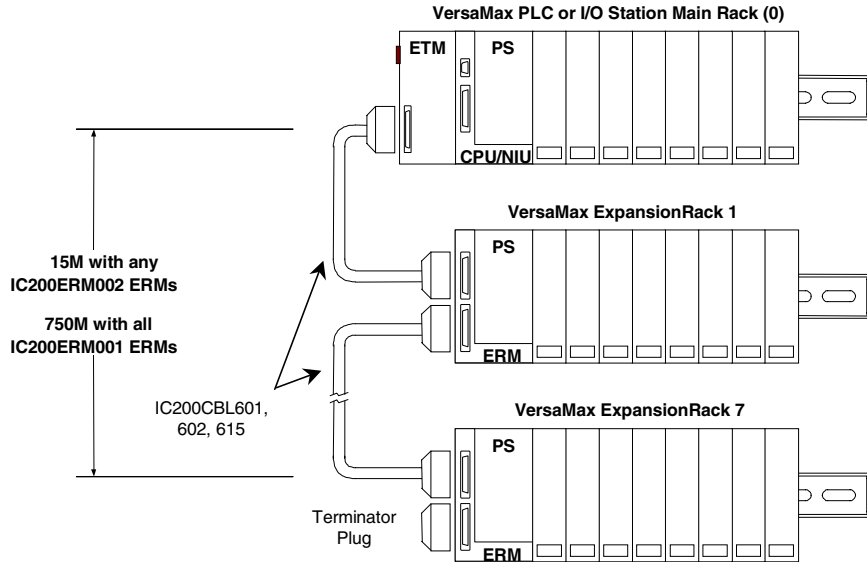 VersaMax PLC or I/O Station Main Rack (0)
ETM
PS
CPU/NIU
VersaMax ExpansionRack 1
PS
15M with any
IC200ERM002 ERMs
750M with all
IC200ERM001 ERMs
ERM
IC200CBL601,
602, 615
VersaMax ExpansionRack 7
PS
Terminator
Plug
ERM